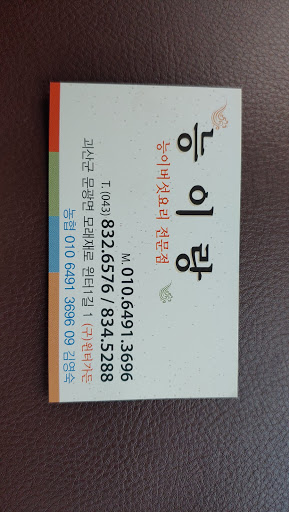 능이랑
능이버섯요리 전문점
M. 010.6491.3696
T. (043) 832.6576 / 834.5288
괴산군 문광면 모래재로 원터1길 1 (구)원터가든
농협 010 6491 3696 09 김영숙